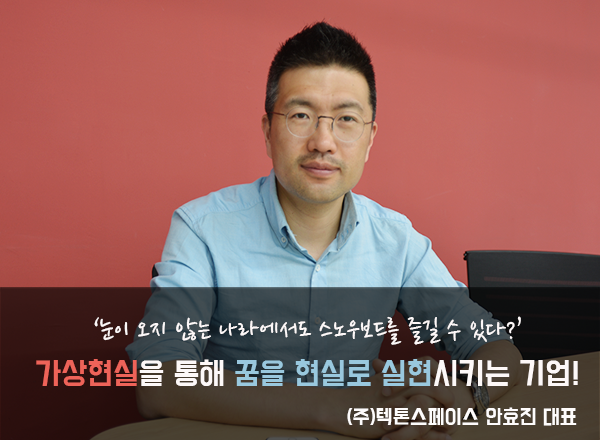 '눈이 오지 않는 나라에서도 스노우보드를 즐길 수 있다?'
가상현실을 통해 꿈을 현실로 실현시키는 기업!
(주)텍톤스페이스 안효진 대표